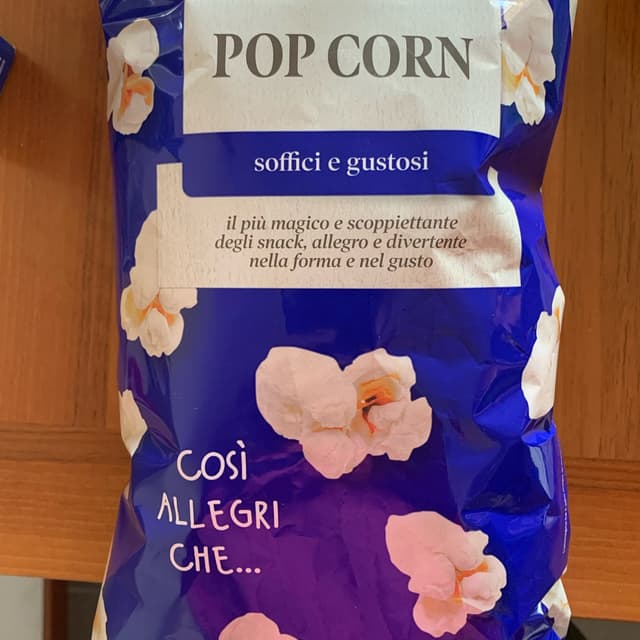 POP CORN
soffici e gustosi
il più magico e scoppiettante
degli snack, allegro e divertente
nella forma e nel gusto
COSÌ
ALLEGRI
CHE...